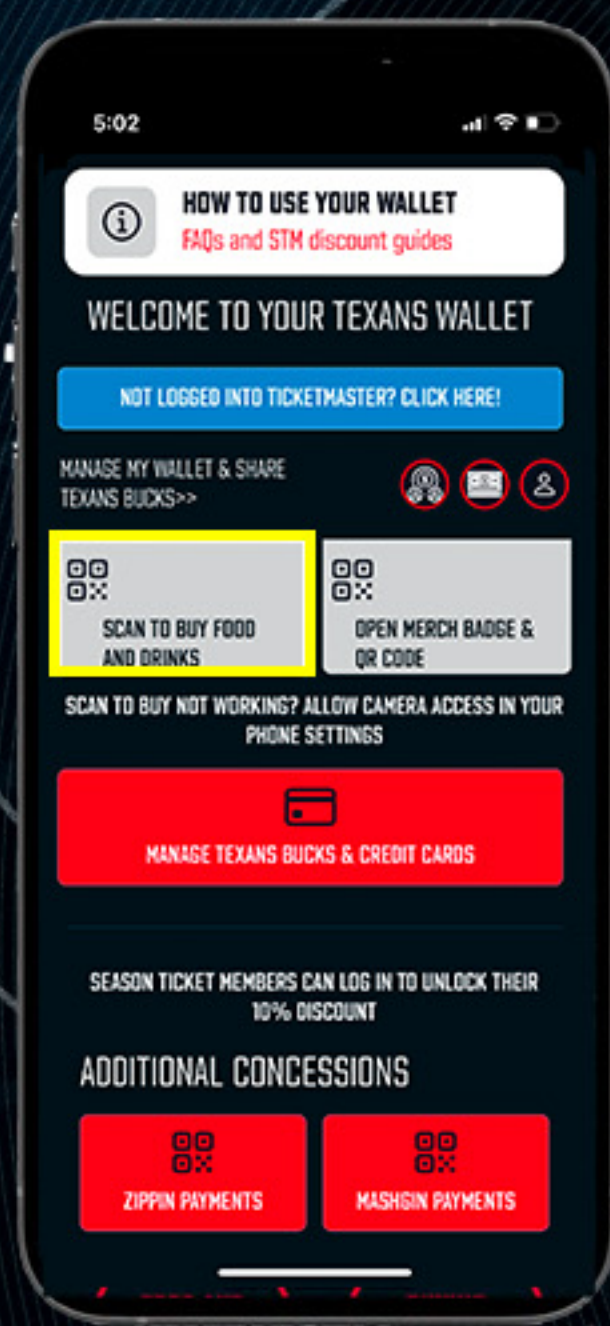 5:02
HOW TO USE YOUR WALLET
FAQs and STM discount guides
WELCOME TO YOUR TEXANS WALLET
NOT LOGGED INTO TICKETMASTER? CLICK HERE!
MANAGE MY WALLET & SHARE
TEXANS BUCKS>>
SCAN TO BUY FOOD
AND DRINKS
OPEN MERCH BADGE &
QR CODE
SCAN TO BUY NOT WORKING? ALLOW CAMERA ACCESS IN YOUR
PHONE SETTINGS
MANAGE TEXANS BUCKS & CREDIT CARDS
SEASON TICKET MEMBERS CAN LOG IN TO UNLOCK THEIR
10% DISCOUNT
ADDITIONAL CONCESSIONS
ZIPPIN PAYMENTS
MASHGIN PAYMENTS